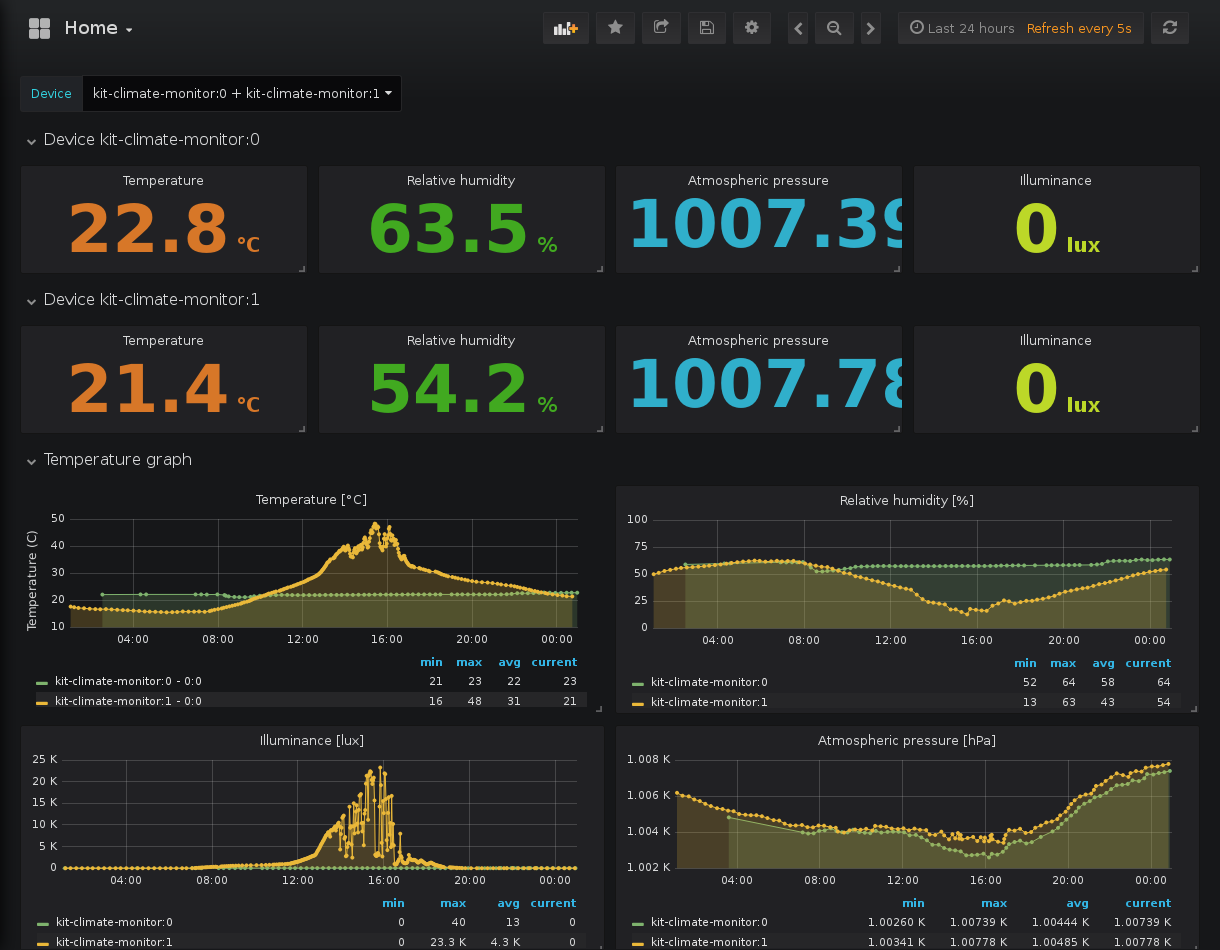 Home
Last 24 hours Refresh every 5s
Device kit-climate-monitor:0 + kit-climate-monitor:1
Device kit-climate-monitor:0
Temperature Relative humidity Atmospheric pressure Illuminance
22.8 °C 63.5 % 1007.39 0 lux
Device kit-climate-monitor:1
Temperature Relative humidity Atmospheric pressure Illuminance
21.4 °C 54.2 % 1007.78 0 lux
Temperature graph
Temperature [°C]
Temperature (C)
50
40
30
20
10
04:00 08:00 12:00 16:00 20:00 00:00
min max avg current
kit-climate-monitor:0 - 0:0 21 23 22 23
kit-climate-monitor:1 - 0:0 16 48 31 21
Relative humidity [%]
100
75
50
25
0
04:00 08:00 12:00 16:00 20:00 00:00
min max avg current
kit-climate-monitor:0 52 64 58 64
kit-climate-monitor:1 13 63 43 54
Illuminance [lux]
25 K
20 K
15 K
10 K
5 K
0
04:00 08:00 12:00 16:00 20:00 00:00
min max avg current
kit-climate-monitor:0 0 40 13 0
kit-climate-monitor:1 0 23.3 K 4.3 K 0
Atmospheric pressure [hPa]
1.008 K
1.006 K
1.004 K
1.002 K
04:00 08:00 12:00 16:00 20:00 00:00
min max avg current
kit-climate-monitor:0 1.00260 K 1.00739 K 1.00444 K 1.00739 K
kit-climate-monitor:1 1.00341 K 1.00778 K 1.00485 K 1.00778 K